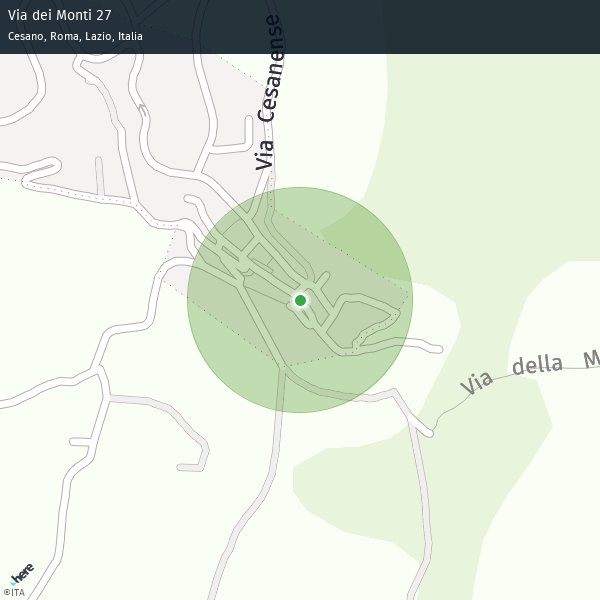 Via dei Monti 27
Cesano, Roma, Lazio, Italia
Via Cesanense
Via della M
here
©ITA